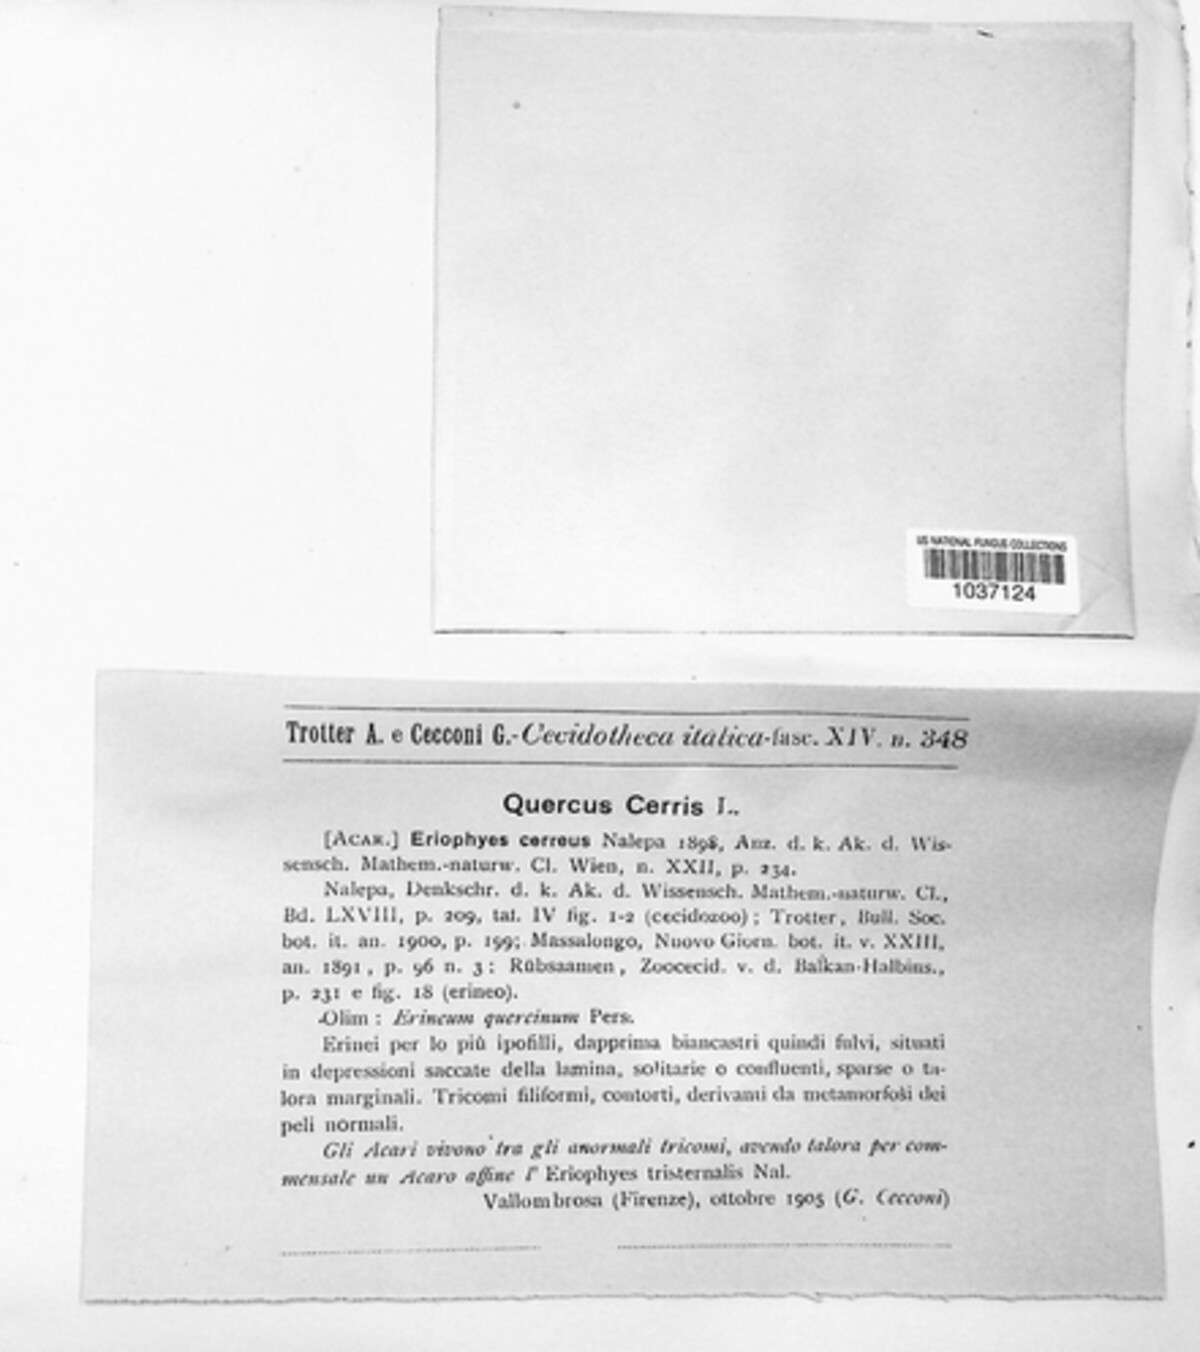 US NATIONAL FUNGUS COLLECTIONS
1037124
Trotter A. e Cecconi G.-Cecidotheca italica-fasc. XIV. n. 348
Quercus Cerris L.
[Acar.] Eriophyes cerreus Nalepa 1898, Anz. d. k. Ak. d. Wis-
sensch. Mathem.-naturw. Cl. Wien, n. XXII, p. 234.
Nalepa, Denkschr. d. k. Ak. d. Wissensch. Mathem.-naturw. Cl.,
Bd. LXVIII, p. 209, taf. IV fig. 1-2 (cecidozoo); Trotter, Bull. Soc.
bot. it. an. 1900, p. 199; Massalongo, Nuovo Giorn. bot. it. v. XXIII,
an. 1891, p. 96 n. 3; Rübsaamen, Zoocecid. v. d. Balkan-Halbins.,
p. 231 e fig. 18 (erineo).
Olim: Erineum quercinum Pers.
Erinei per lo più ipofilli, dapprima biancastri quindi fulvi, situati
in depressioni saccate della lamina, solitarie o confluenti, sparse o ta-
lora marginali. Tricomi filiformi, contorti, derivanti da metamorfosi dei
peli normali.
Gli Acari vivono tra gli anormali tricomi, avendo talora per com-
mensale un Acaro affine l' Eriophyes tristernalis Nal.
Vallombrosa (Firenze), ottobre 1905 (G. Cecconi)